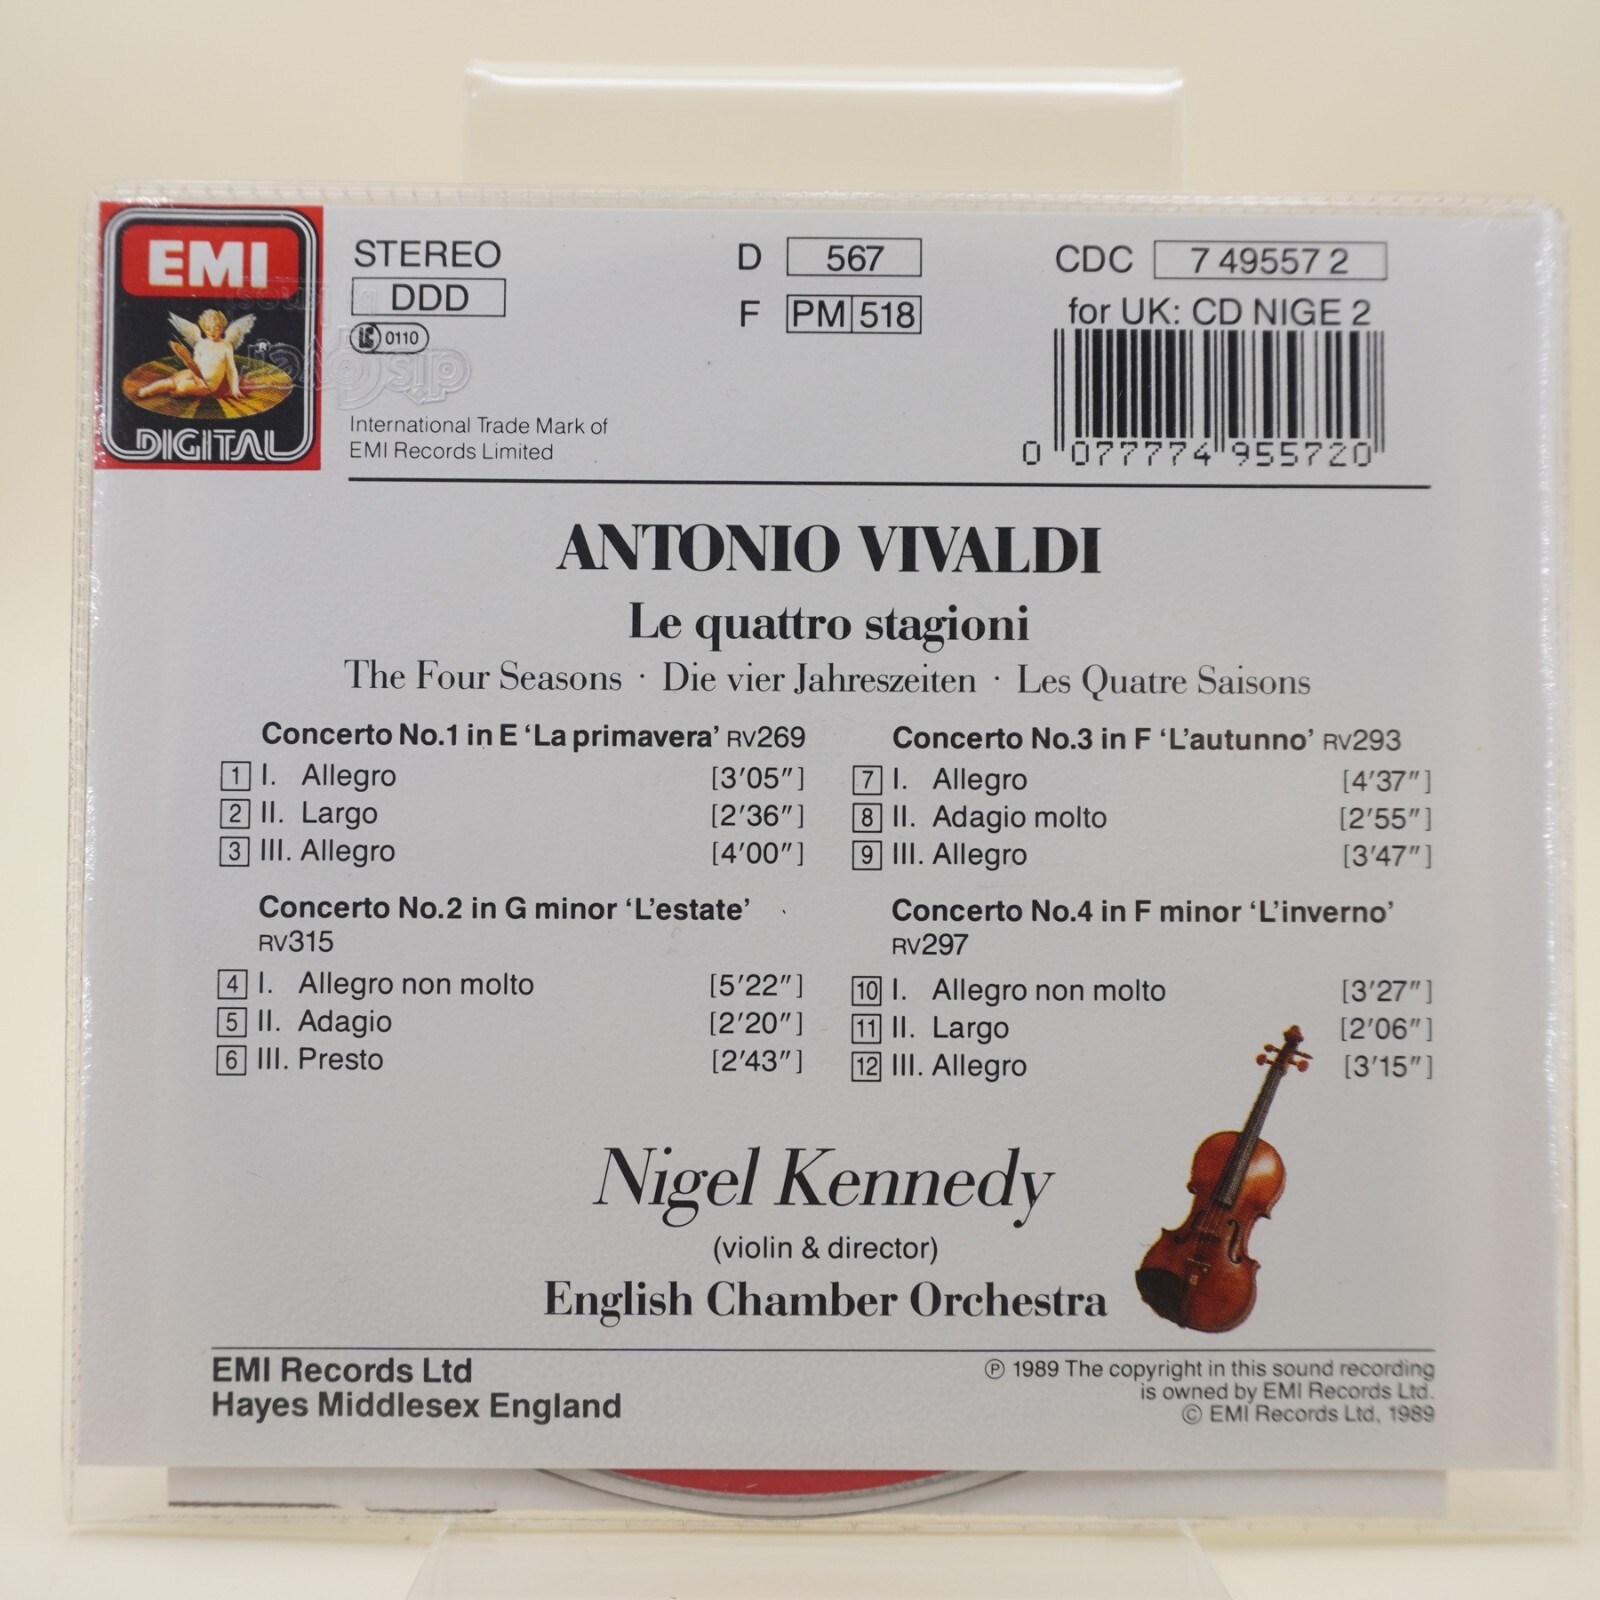 EMI
DIGITAL
STEREO
DDD
LC 0110
International Trade Mark of
EMI Records Limited
D 567
F PM 518
CDC 7 49557 2
for UK: CD NIGE 2
0 077774 955720
ANTONIO VIVALDI
Le quattro stagioni
The Four Seasons · Die vier Jahreszeiten · Les Quatre Saisons
Concerto No.1 in E ‘La primavera’ RV269
1 I. Allegro [3′05″]
2 II. Largo [2′36″]
3 III. Allegro [4′00″]
Concerto No.2 in G minor ‘L’estate’
RV315
4 I. Allegro non molto [5′22″]
5 II. Adagio [2′20″]
6 III. Presto [2′43″]
Concerto No.3 in F ‘L’autunno’ RV293
7 I. Allegro [4′37″]
8 II. Adagio molto [2′55″]
9 III. Allegro [3′47″]
Concerto No.4 in F minor ‘L’inverno’
RV297
10 I. Allegro non molto [3′27″]
11 II. Largo [2′06″]
12 III. Allegro [3′15″]
Nigel Kennedy
(violin & director)
English Chamber Orchestra
EMI Records Ltd
Hayes Middlesex England
℗ 1989 The copyright in this sound recording
is owned by EMI Records Ltd.
© EMI Records Ltd, 1989